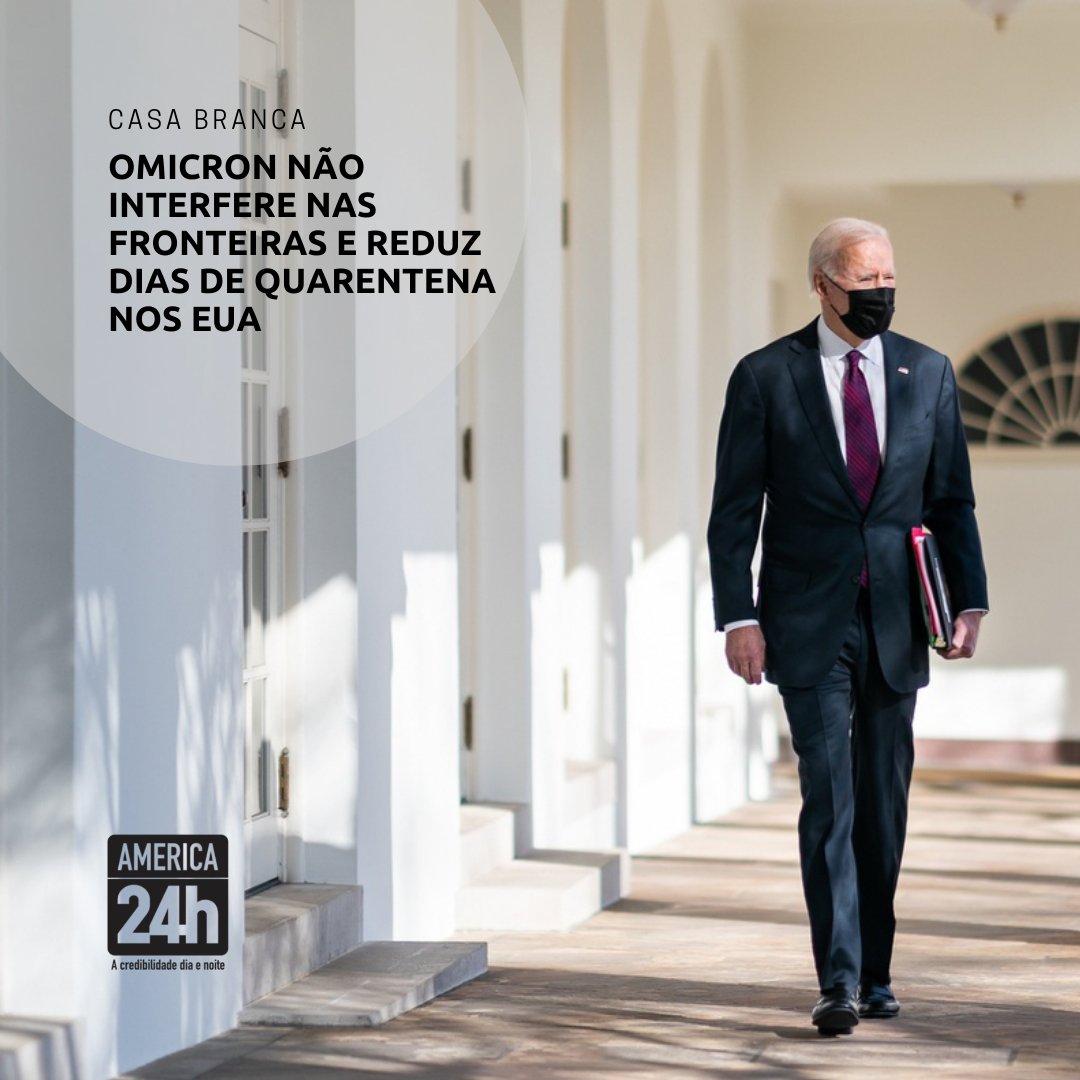 CASA BRANCA
OMICRON NÃO
INTERFERE NAS
FRONTEIRAS E REDUZ
DIAS DE QUARENTENA
NOS EUA
AMERICA
24h
A credibilidade dia e noite